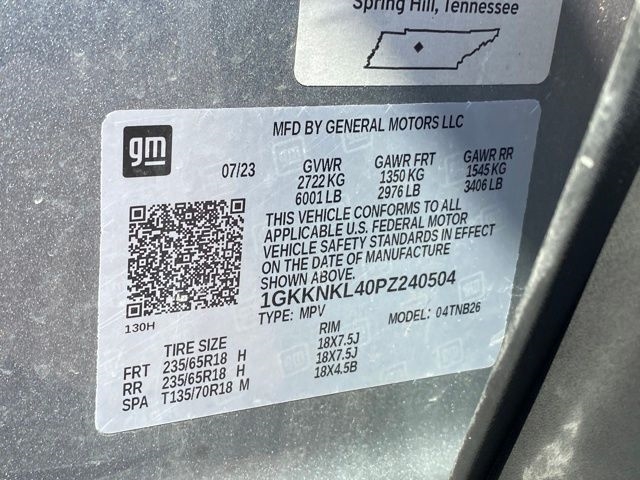 Spring Hill, Tennessee
gm
MFD BY GENERAL MOTORS LLC
07/23
GVWR GAWR FRT GAWR RR
2722 KG 1350 KG 1545 KG
6001 LB 2976 LB 3406 LB
THIS VEHICLE CONFORMS TO ALL
APPLICABLE U.S. FEDERAL MOTOR
VEHICLE SAFETY STANDARDS IN EFFECT
ON THE DATE OF MANUFACTURE
SHOWN ABOVE.
1GKKNKL40PZ240504
TYPE: MPV MODEL: 04TNB26
130H
TIRE SIZE RIM
FRT 235/65R18 H 18X7.5J
RR 235/65R18 H 18X7.5J
SPA T135/70R18 M 18X4.5B